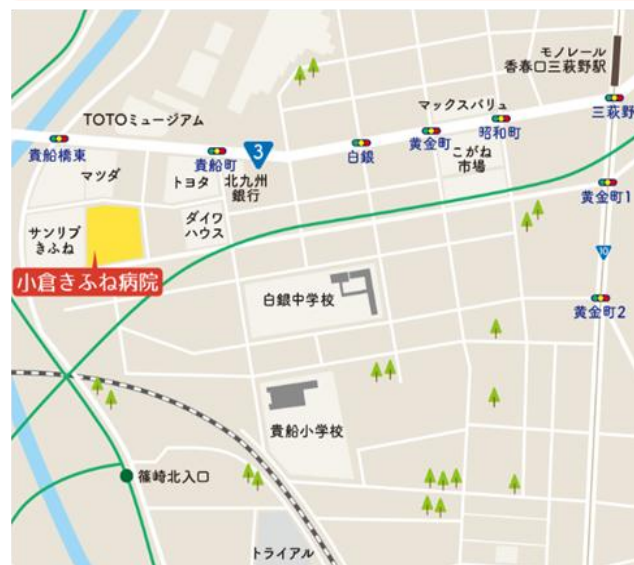 モノレール
香春口三萩野駅
マックスバリュ
三萩野
TOTOミュージアム
昭和町
黄金町
貴船橋東
貴船町
3
白銀
こがね
市場
マツダ
トヨタ
北九州
銀行
黄金町1
サンリブ
きふね
ダイワ
ハウス
10
小倉きふね病院
白銀中学校
黄金町2
貴船小学校
篠崎北入口
トライアル